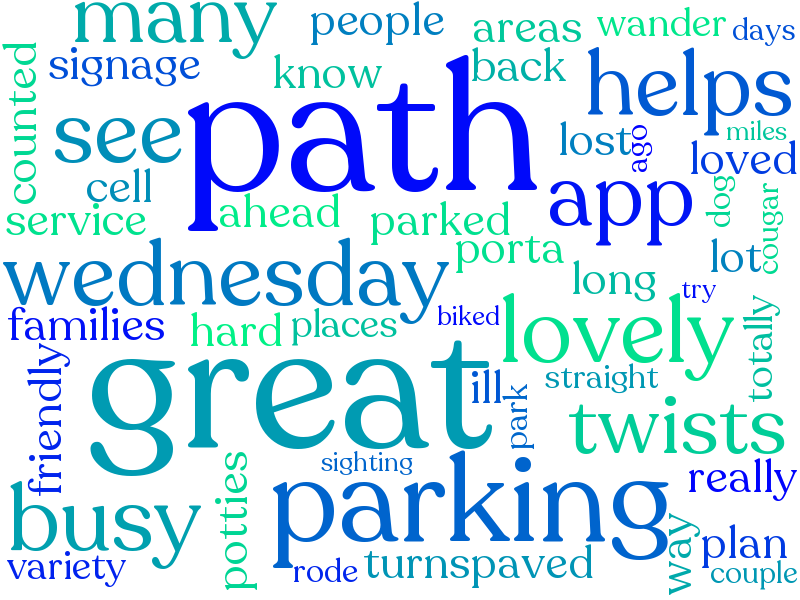 many
people
areas
wander
days
signage
know
back
helps
counted
path
see
lost
ago
miles
loved
cell
app
dog
cougar
service
ahead
parked
porta
lot
wednesday
long
try
families
hard
places
biked
lovely
totally
friendly
great
ill
straight
park
twists
sighting
potties
busy
parking
really
way
plan
variety
rode
turnspaved
couple